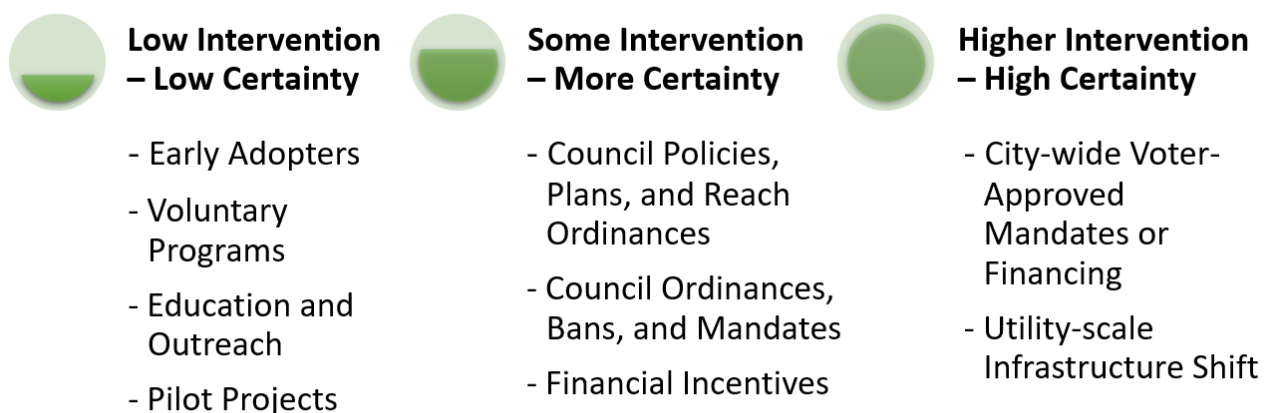 Low Intervention
– Low Certainty
- Early Adopters
- Voluntary
Programs
- Education and
Outreach
- Pilot Projects
Some Intervention
– More Certainty
- Council Policies,
Plans, and Reach
Ordinances
- Council Ordinances,
Bans, and Mandates
- Financial Incentives
Higher Intervention
– High Certainty
- City-wide Voter-
Approved
Mandates or
Financing
- Utility-scale
Infrastructure Shift